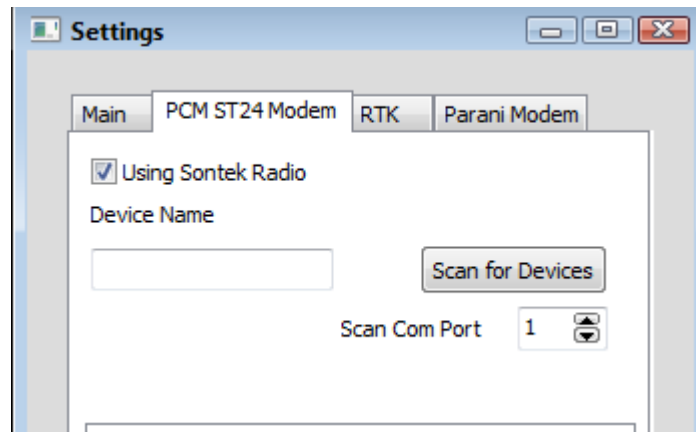 Settings
Main PCM ST24 Modem RTK Parani Modem
Using Sontek Radio
Device Name
Scan for Devices
Scan Com Port 1